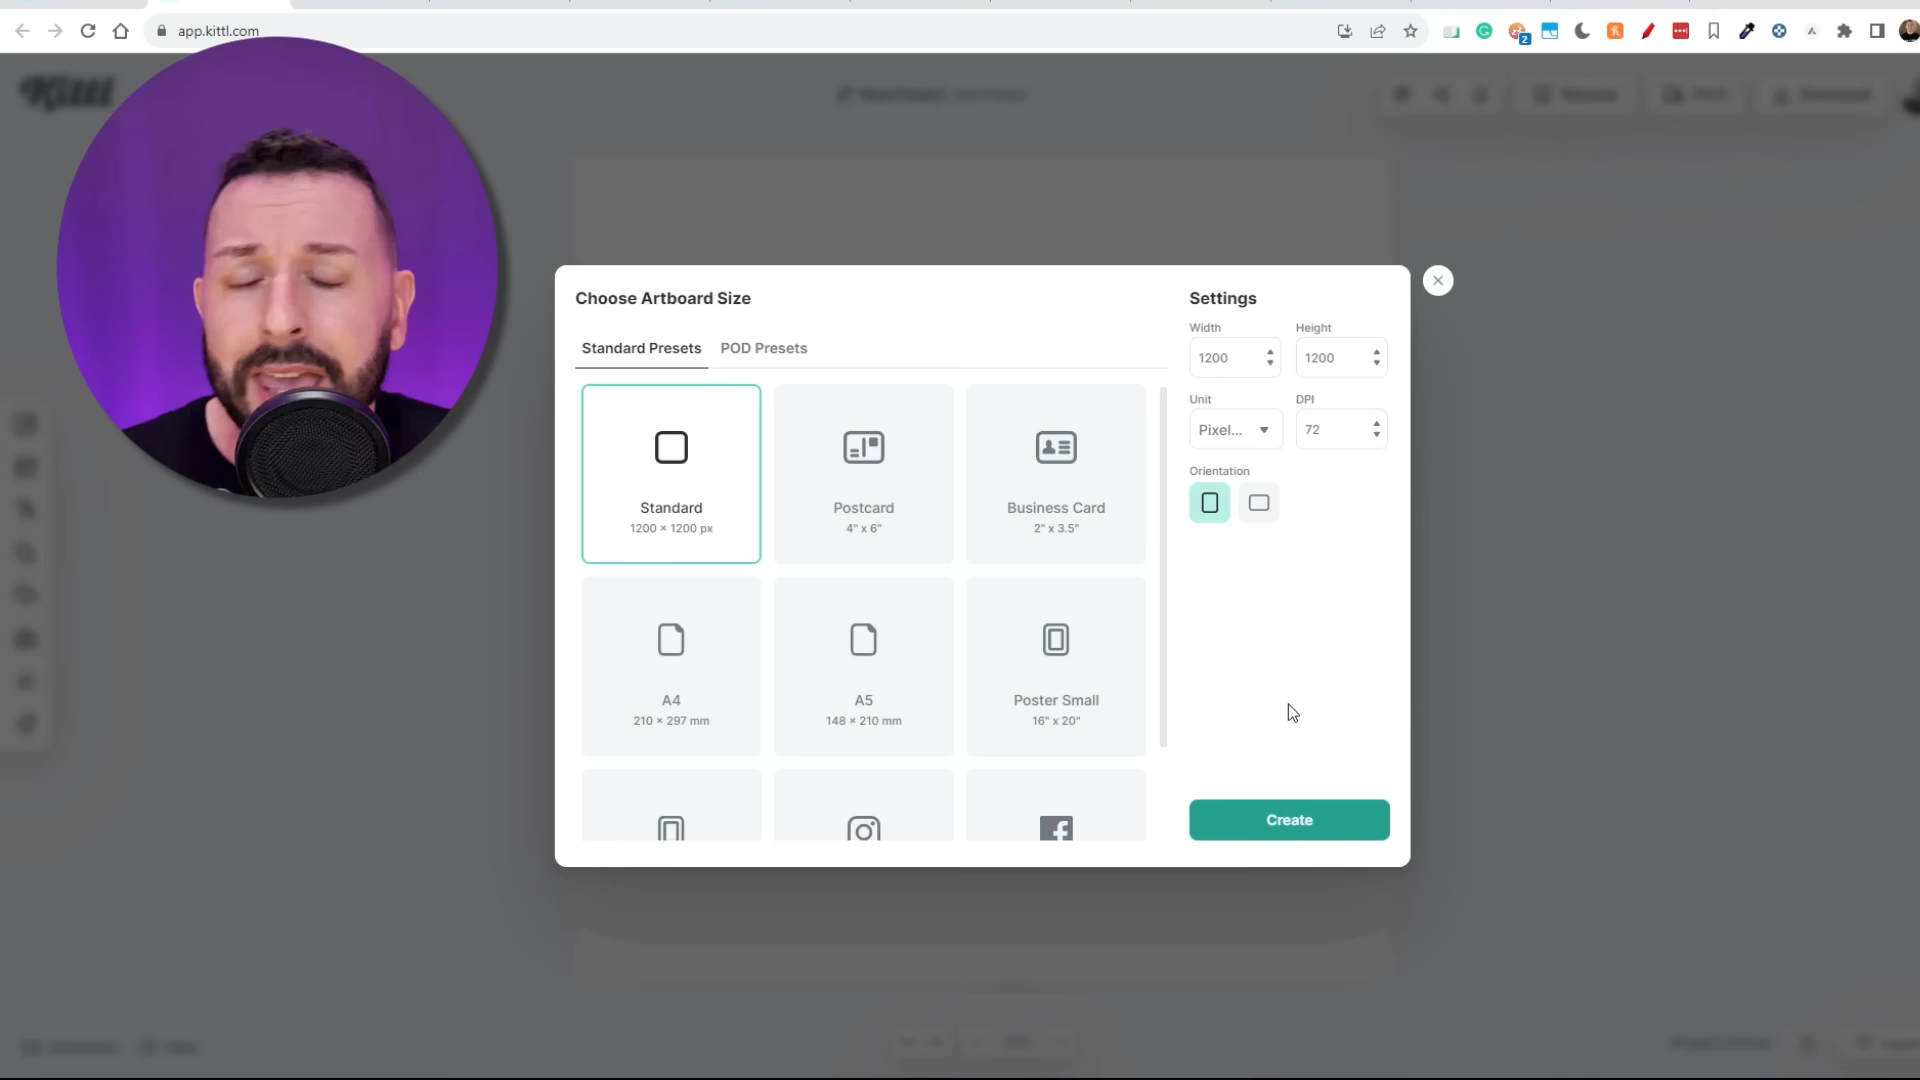 app.kittl.com
2
Kittl
Choose Artboard Size
Settings
Standard Presets
POD Presets
Width
Height
1200
1200
Unit
DPI
Pixel...
72
Orientation
Standard
1200 × 1200 px
Postcard
4" x 6"
Business Card
2" x 3.5"
A4
210 × 297 mm
A5
148 × 210 mm
Poster Small
16" x 20"
Create